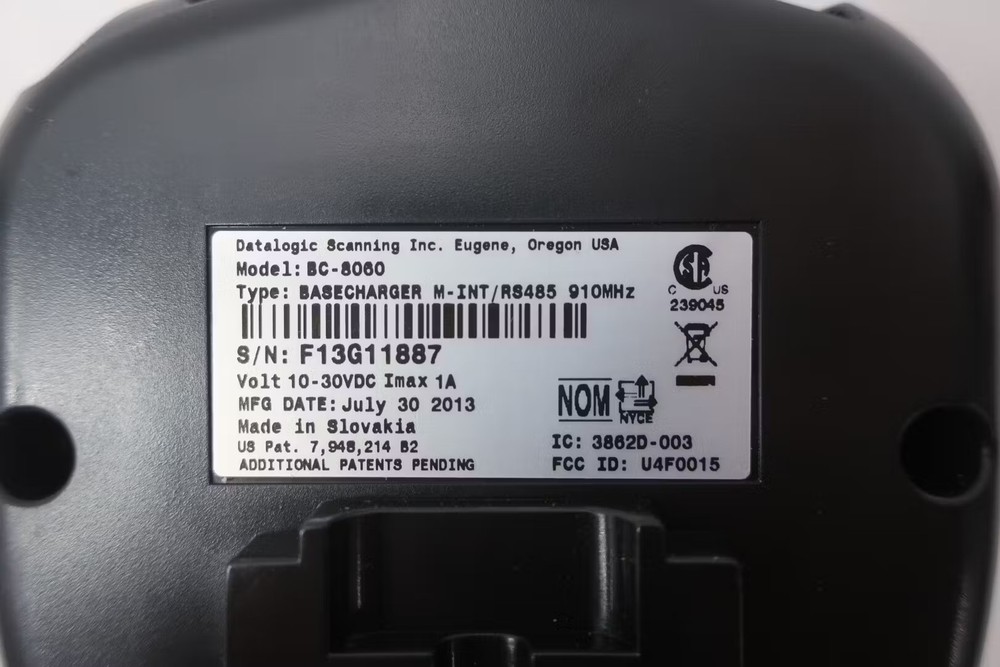 Datalogic Scanning Inc. Eugene, Oregon USA
Model: BC-8060
Type: BASECHARGER M-INT/RS485 910MHz
S/N: F13G11887
Volt 10-30VDC Imax 1A
MFG DATE: July 30 2013
Made in Slovakia
US Pat. 7,948,214 B2
ADDITIONAL PATENTS PENDING
SA
C US
239045
NOM
NYCE
IC: 3862D-003
FCC ID: U4F0015